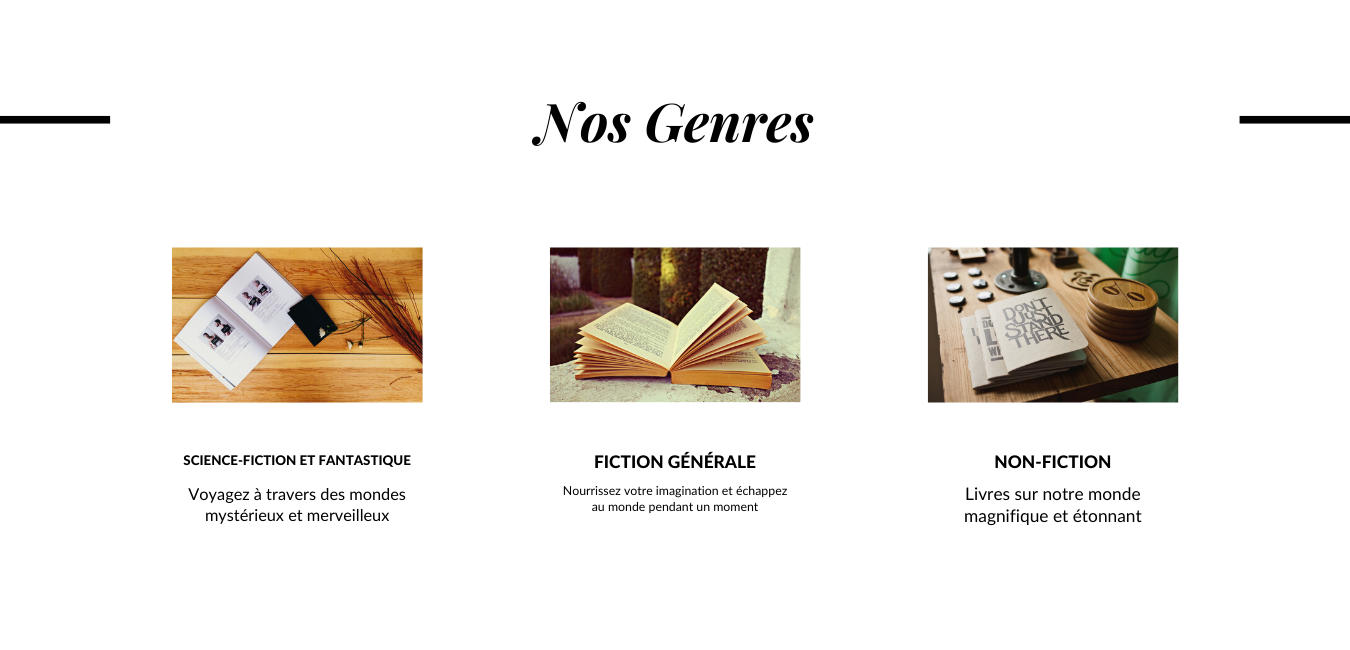 Nos Genres
DON'T
JUST
STAND
THERE
SCIENCE-FICTION ET FANTASTIQUE
Voyagez à travers des mondes
mystérieux et merveilleux
FICTION GÉNÉRALE
Nourrissez votre imagination et échappez
au monde pendant un moment
NON-FICTION
Livres sur notre monde
magnifique et étonnant